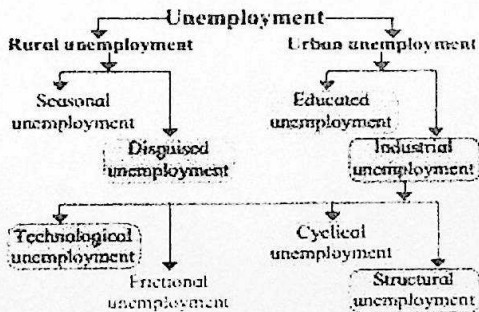 Unemployment
Rural unemployment
Urban unemployment
Seasonal
unemployment
Educated
unemployment
Disguised
unemployment
Industrial
unemployment
Technological
unemployment
Cyclical
unemployment
Frictional
unemployment
Structural
unemployment